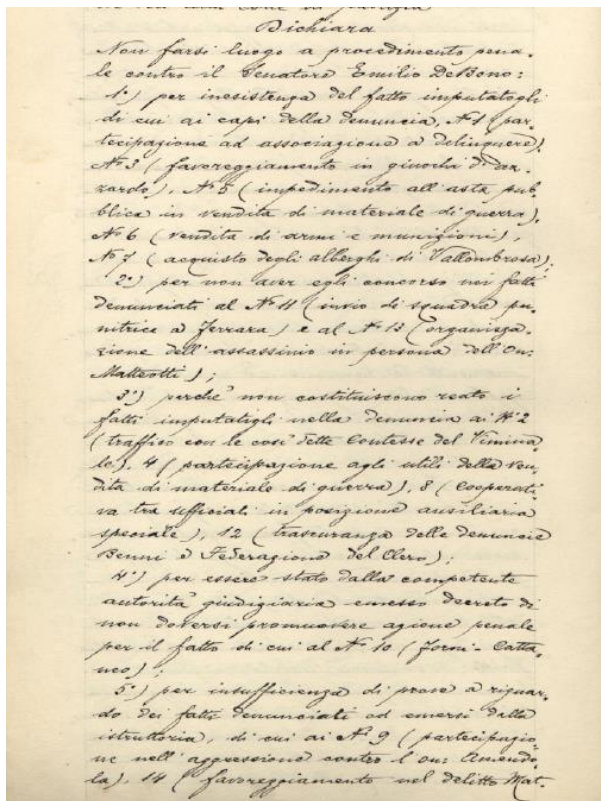 Dichiara
Non farsi luogo a procedimento pena-
le contro il Senatore Emilio De Bono:
1°) per inesistenza del fatto imputatogli
di cui ai capi della denuncia, N° 1 (par-
tecipazione ad associazione a delinquere),
N° 3 (favoreggiamento in giuochi d'az-
zardo), N° 5 (impedimento all'asta pub-
blica in vendita di materiale di guerra),
N° 6 (vendita di armi e munizioni),
N° 7 (acquisto degli alberghi di Vallombrosa);
2°) per non aver egli concorso nei fatti
denunciati al N° 11 (invio di squadra pu-
nitrice a Ferrara) e al N° 13 (organizza-
zione dell'assassinio in persona dell'On:
Matteotti);
3°) perché non costituiscono reato i
fatti imputatigli nella denuncia ai N° 2
(traffico con le così dette Contesse del Vimina-
le), 4 (partecipazione agli utili della ven-
dita di materiale di guerra), 8 (Cooperati-
va tra ufficiali in posizione ausiliaria
speciale), 12 (trascuranza delle denuncie
Benni e Federazione del Clero);
4°) per essere stato dalla competente
autorità giudiziaria emesso decreto di
non doversi promuovere azione penale
per il fatto di cui al N° 10 (Forni-Catta-
neo);
5°) per insufficienza di prove a riguar-
do dei fatti denunciati od emersi dalla
istruttoria, di cui ai N° 9 (partecipazio-
ne nell'aggressione contro l'on: Amendo-
la), 14 (favoreggiamento nel delitto Mat-